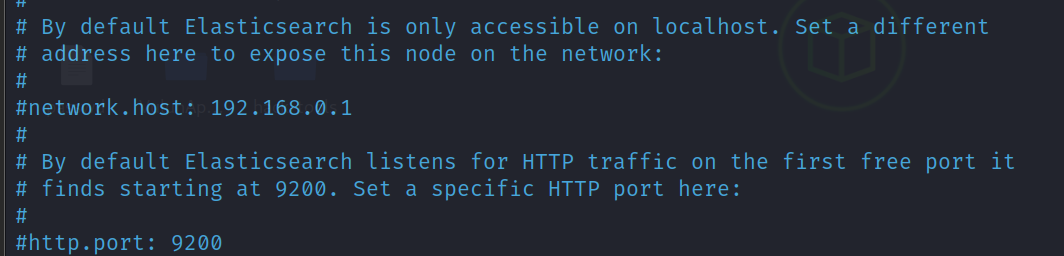 #
# By default Elasticsearch is only accessible on localhost. Set a different
# address here to expose this node on the network:
#
#network.host: 192.168.0.1
#
# By default Elasticsearch listens for HTTP traffic on the first free port it
# finds starting at 9200. Set a specific HTTP port here:
#
#http.port: 9200